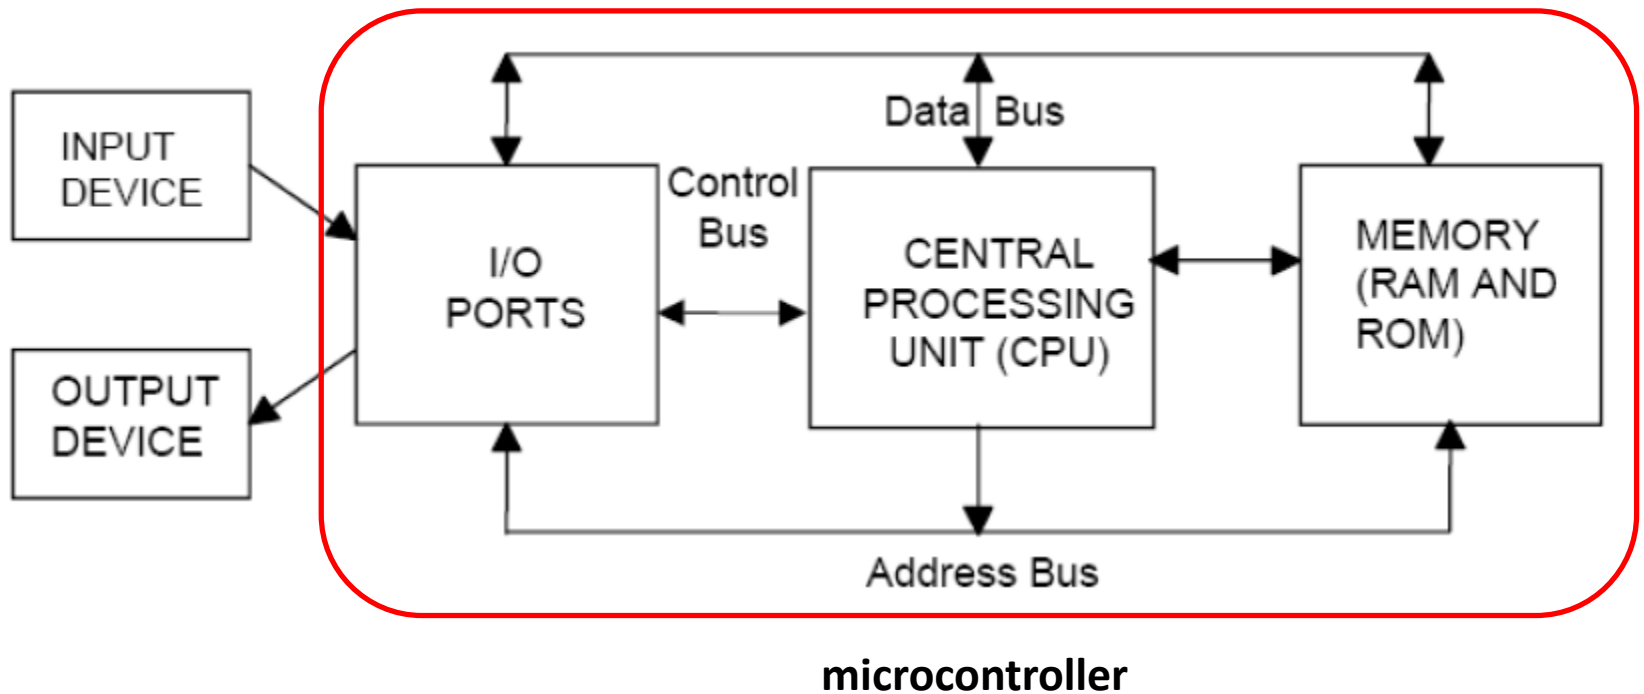 INPUT
DEVICE
OUTPUT
DEVICE
I/O
PORTS
Control
Bus
Data Bus
CENTRAL
PROCESSING
UNIT (CPU)
MEMORY
(RAM AND
ROM)
Address Bus
microcontroller